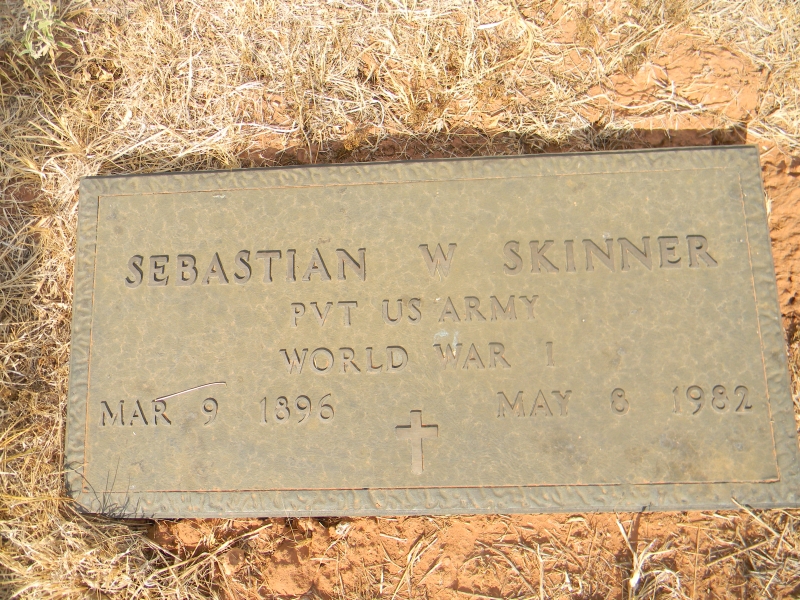 SEBASTIAN W SKINNER
PVT US ARMY
WORLD WAR I
MAR 9 1896 MAY 8 1982